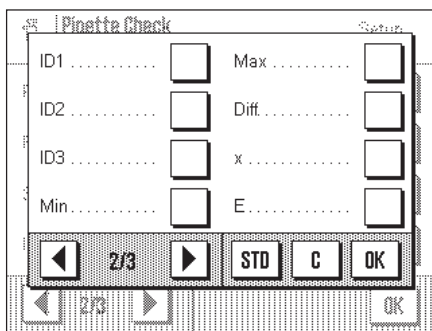 Pipette Check Setup
ID1 ........... Max ...........
ID2 ........... Diff. ...........
ID3 ........... x .............
Min ........... E .............
2/3 STD C OK
2/3 OK